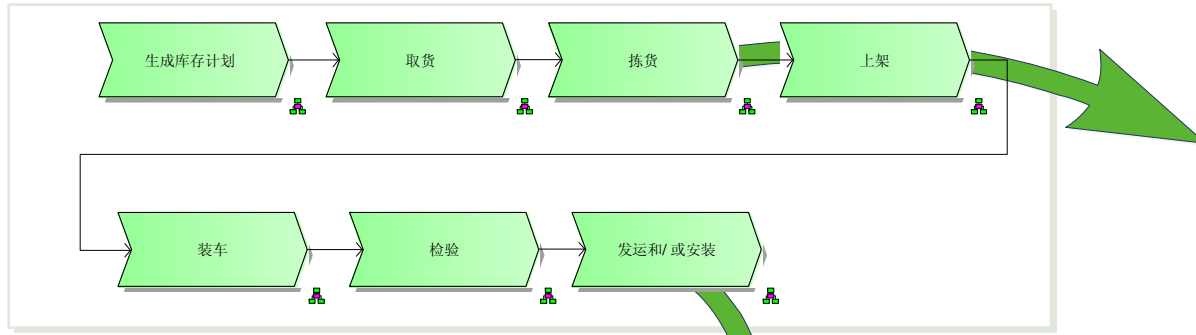 生成库存计划
取货
拣货
上架
装车
检验
发运和/或安装